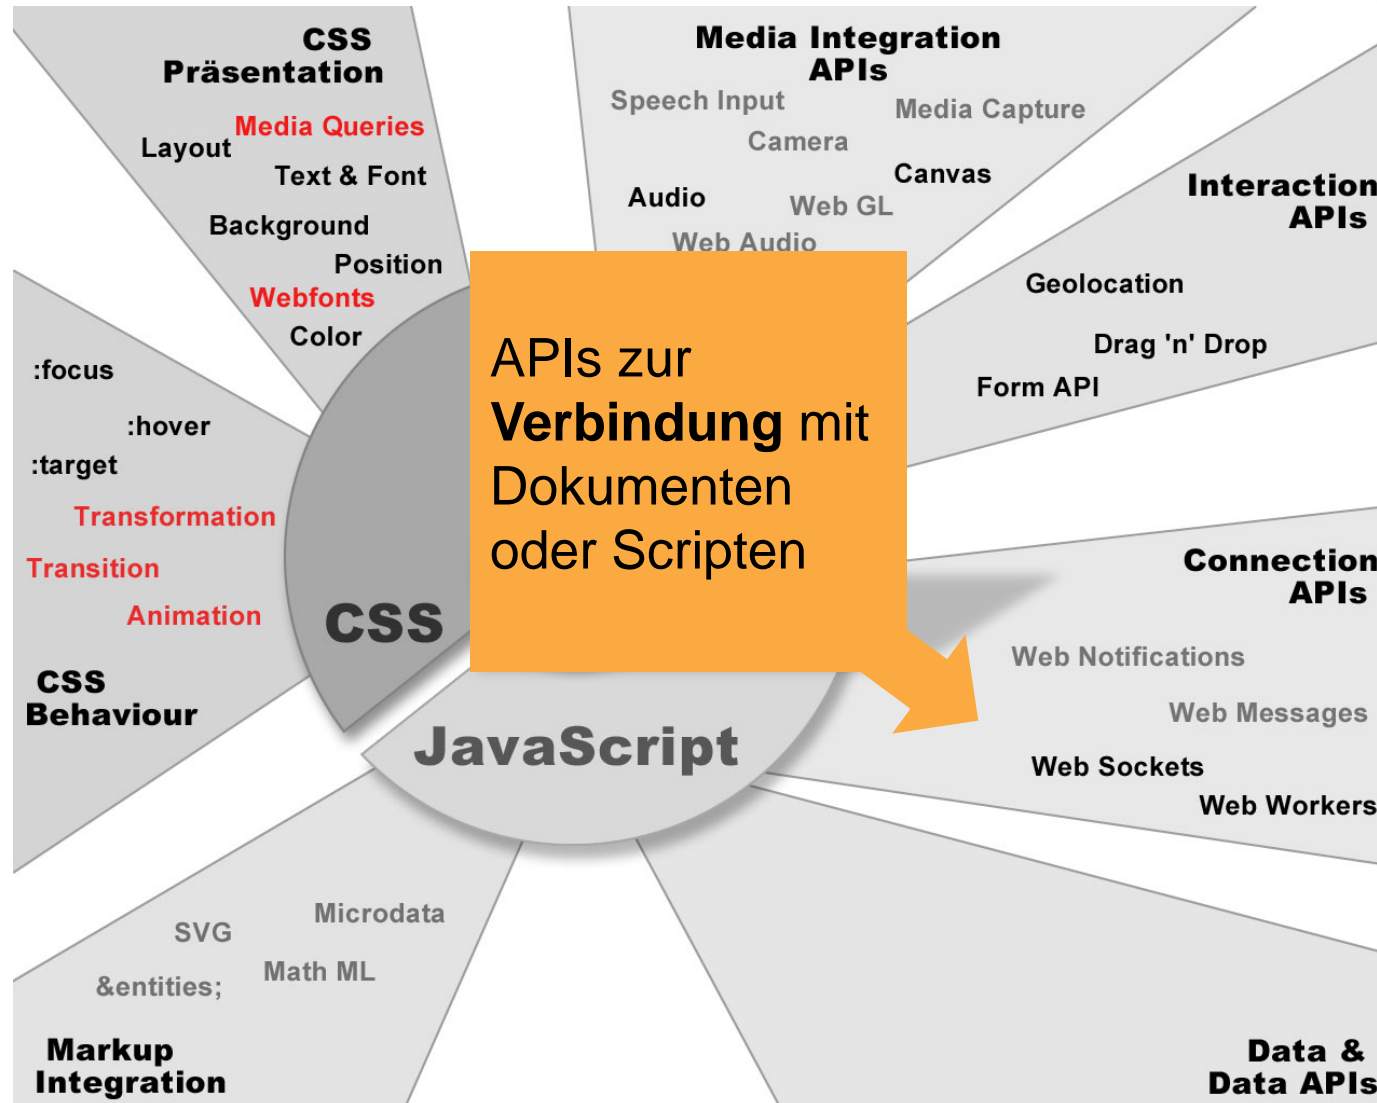 CSS
Präsentation
Media Queries
Layout
Text & Font
Background
Position
Webfonts
Color
Media Integration
APIs
Speech Input
Media Capture
Camera
Canvas
Audio
Web GL
Web Audio
Interaction
APIs
Geolocation
Drag 'n' Drop
Form API
:focus
:hover
:target
Transformation
Transition
Animation
CSS
Behaviour
CSS
APIs zur
Verbindung mit
Dokumenten
oder Scripten
JavaScript
Connection
APIs
Web Notifications
Web Messages
Web Sockets
Web Workers
Microdata
SVG
Math ML
&entities;
Markup
Integration
Data &
Data APIs